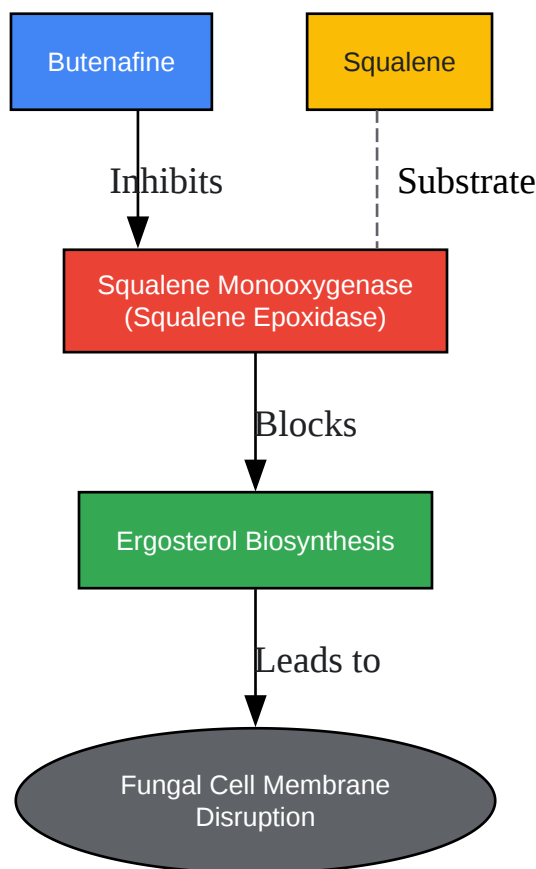 Butenafine
Squalene
Inhibits
Substrate
Squalene Monooxygenase
(Squalene Epoxidase)
Blocks
Ergosterol Biosynthesis
Leads to
Fungal Cell Membrane
Disruption